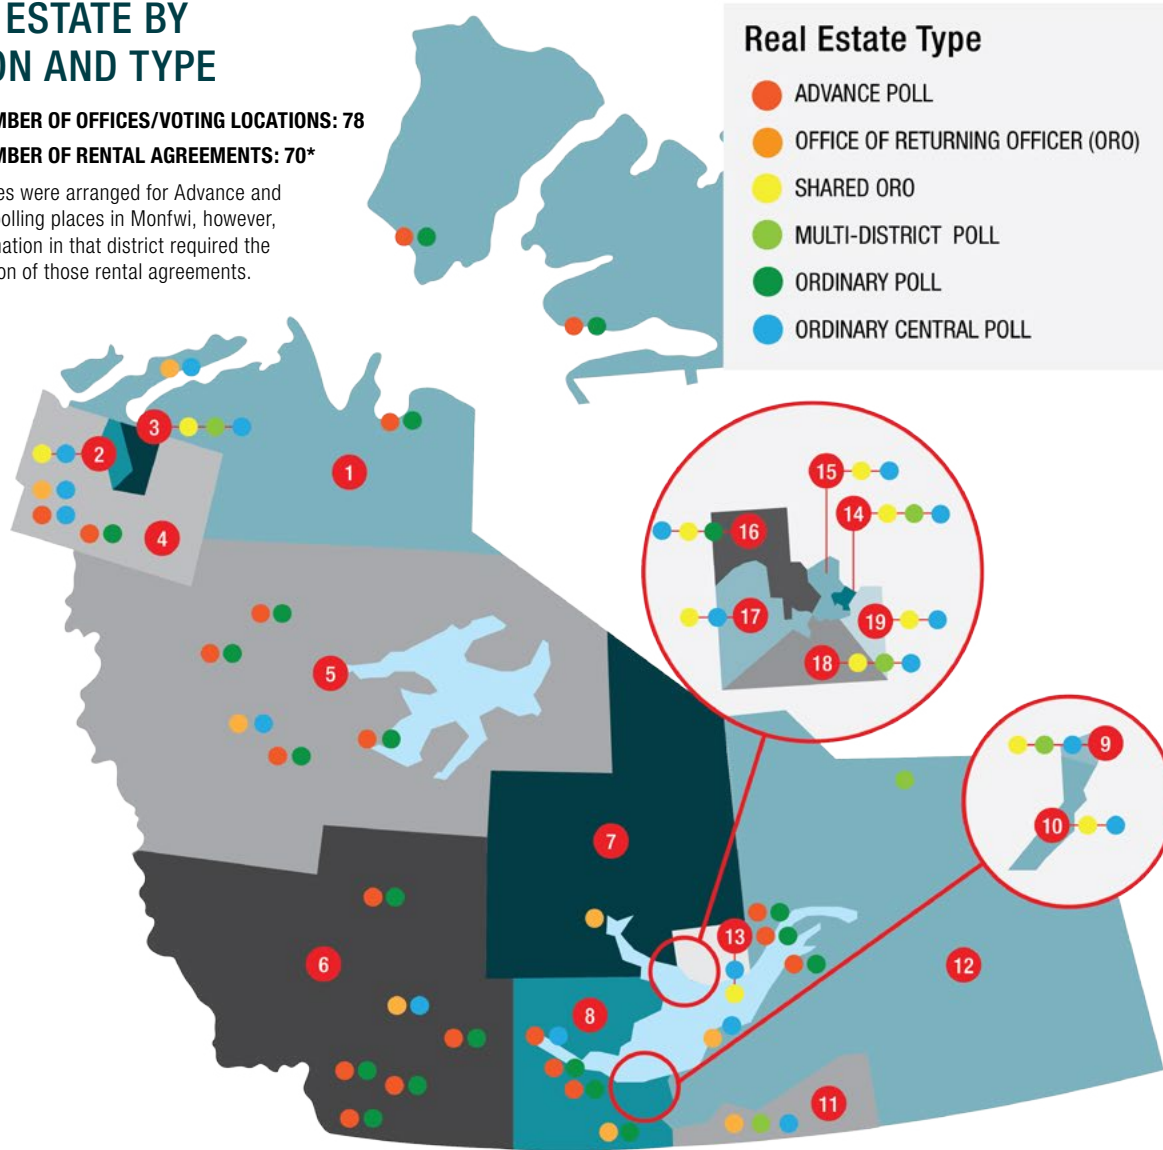 ESTATE BY
ON AND TYPE
MBER OF OFFICES/VOTING LOCATIONS: 78
MBER OF RENTAL AGREEMENTS: 70*
es were arranged for Advance and
olling places in Monfwi, however,
nation in that district required the
on of those rental agreements.
Real Estate Type
ADVANCE POLL
OFFICE OF RETURNING OFFICER (ORO)
SHARED ORO
MULTI-DISTRICT POLL
ORDINARY POLL
ORDINARY CENTRAL POLL
3
2
1
4
15
14
16
17
19
18
5
9
10
7
13
6
12
8
11